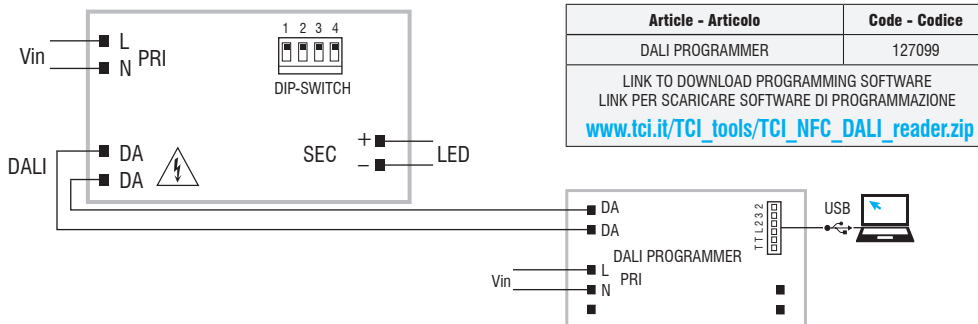 1 2 3 4
DIP-SWITCH
Vin
L
N
PRI
DALI
DA
DA
SEC
+
–
LED
Article - Articolo
Code - Codice
DALI PROGRAMMER
127099
LINK TO DOWNLOAD PROGRAMMING SOFTWARE
LINK PER SCARICARE SOFTWARE DI PROGRAMMAZIONE
www.tci.it/TCI_tools/TCI_NFC_DALI_reader.zip
DA
DA
TTL232
USB
DALI PROGRAMMER
Vin
L
N
PRI